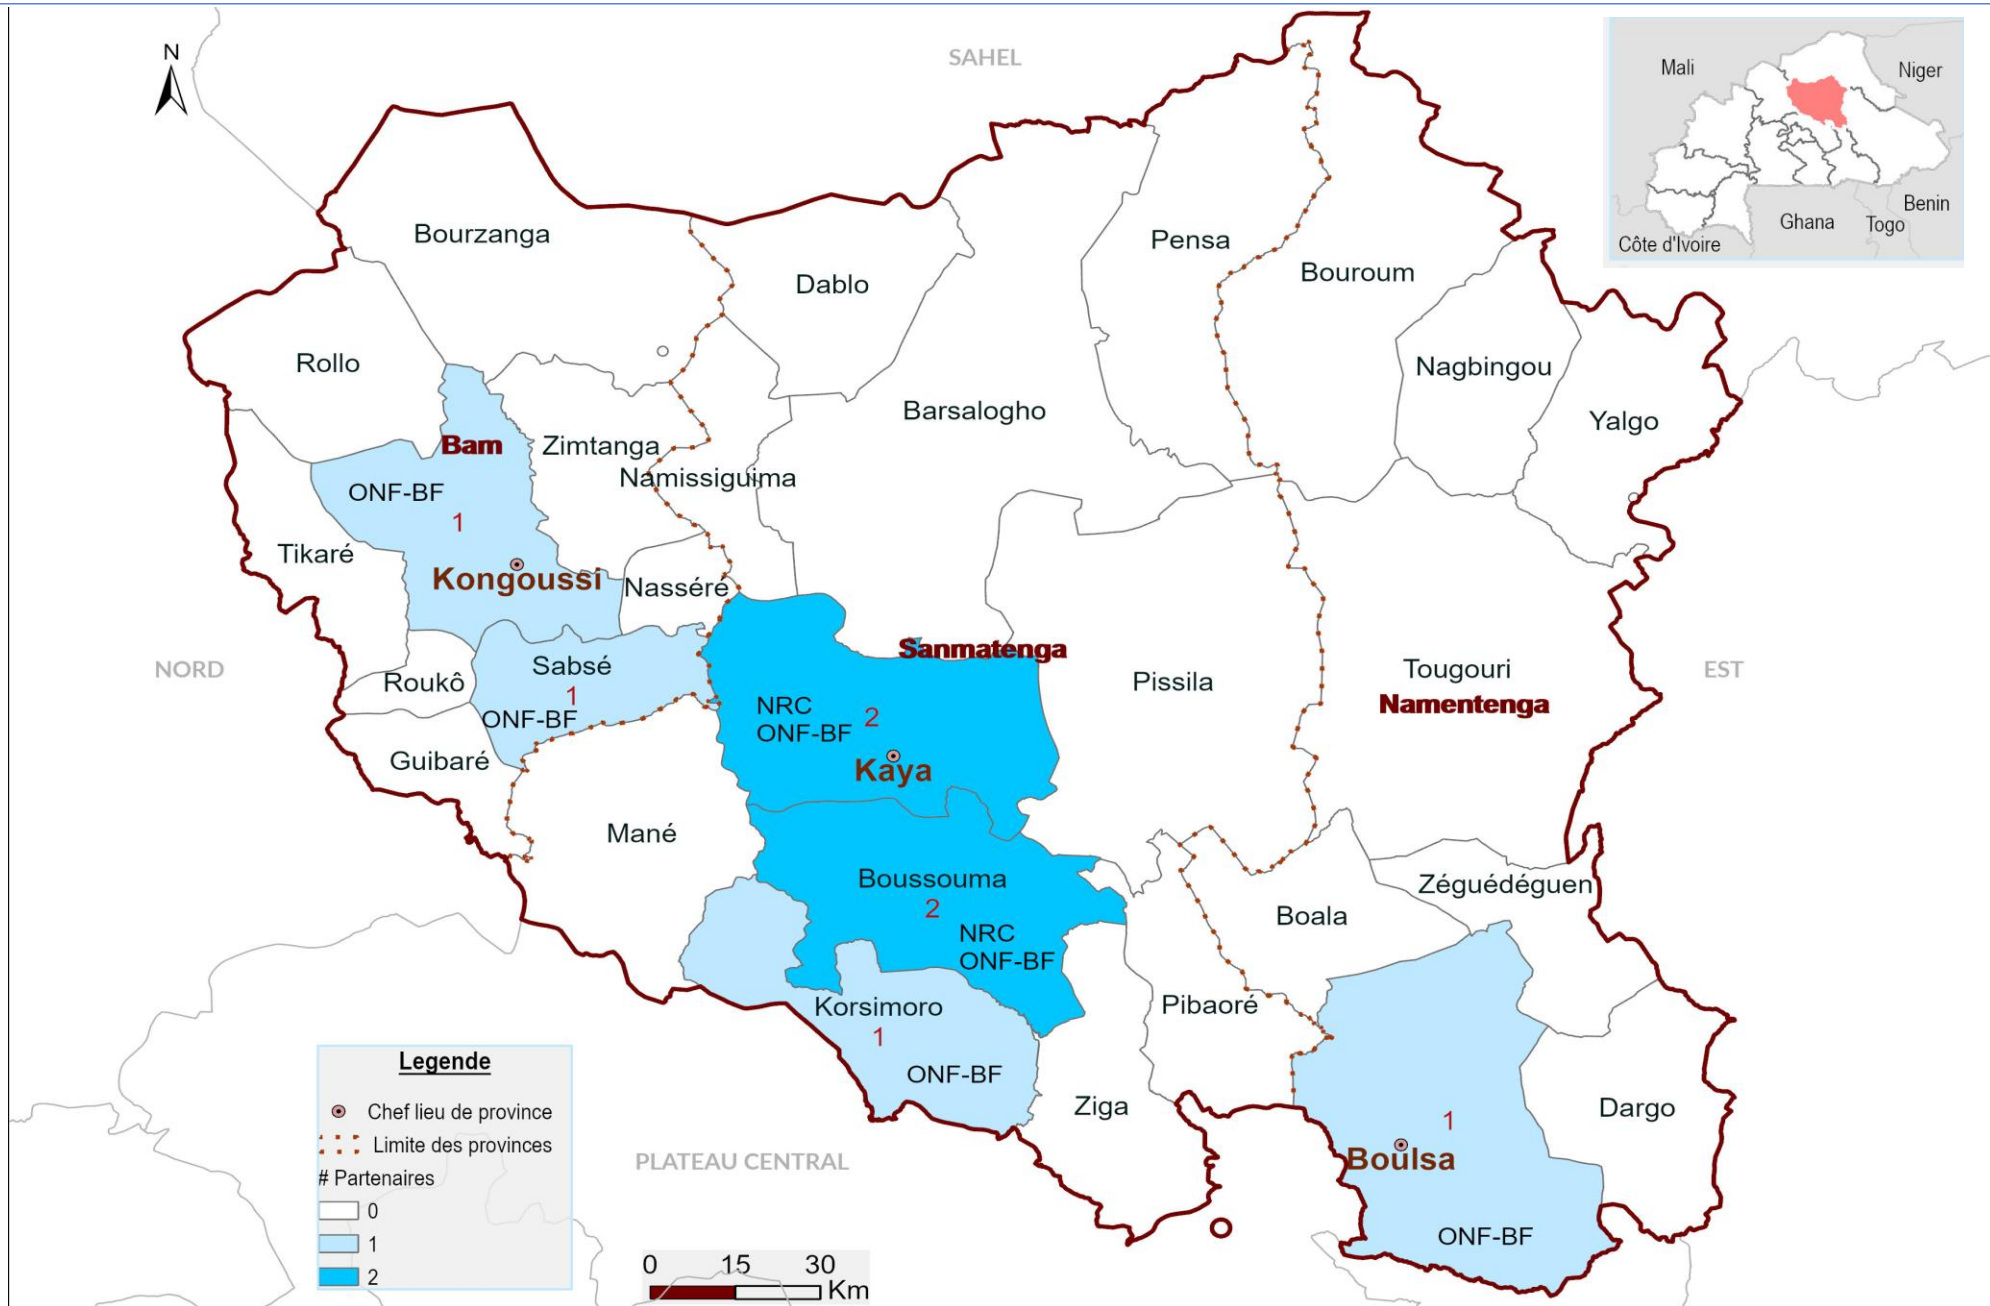 N
SAHEL
Mali
Niger
Benin
Ghana
Togo
Côte d'Ivoire
Bourzanga
Dablo
Pensa
Bouroum
Rollo
Nagbingou
Barsalogho
Yalgo
Bam
Zimtanga
Namissiguima
ONF-BF
1
Tikaré
Kongoussi
Nasséré
NORD
Sabsé
1
ONF-BF
Roukô
Guibaré
Sanmatenga
Pissila
Tougouri
Namentenga
EST
NRC
ONF-BF
2
Kaya
Mané
Boussouma
2
NRC
ONF-BF
Zéguédéguen
Boala
Korsimoro
1
ONF-BF
Pibaoré
Ziga
Dargo
1
Boulsa
ONF-BF
PLATEAU CENTRAL
Legende
Chef lieu de province
Limite des provinces
# Partenaires
0
1
2
0 15 30
Km